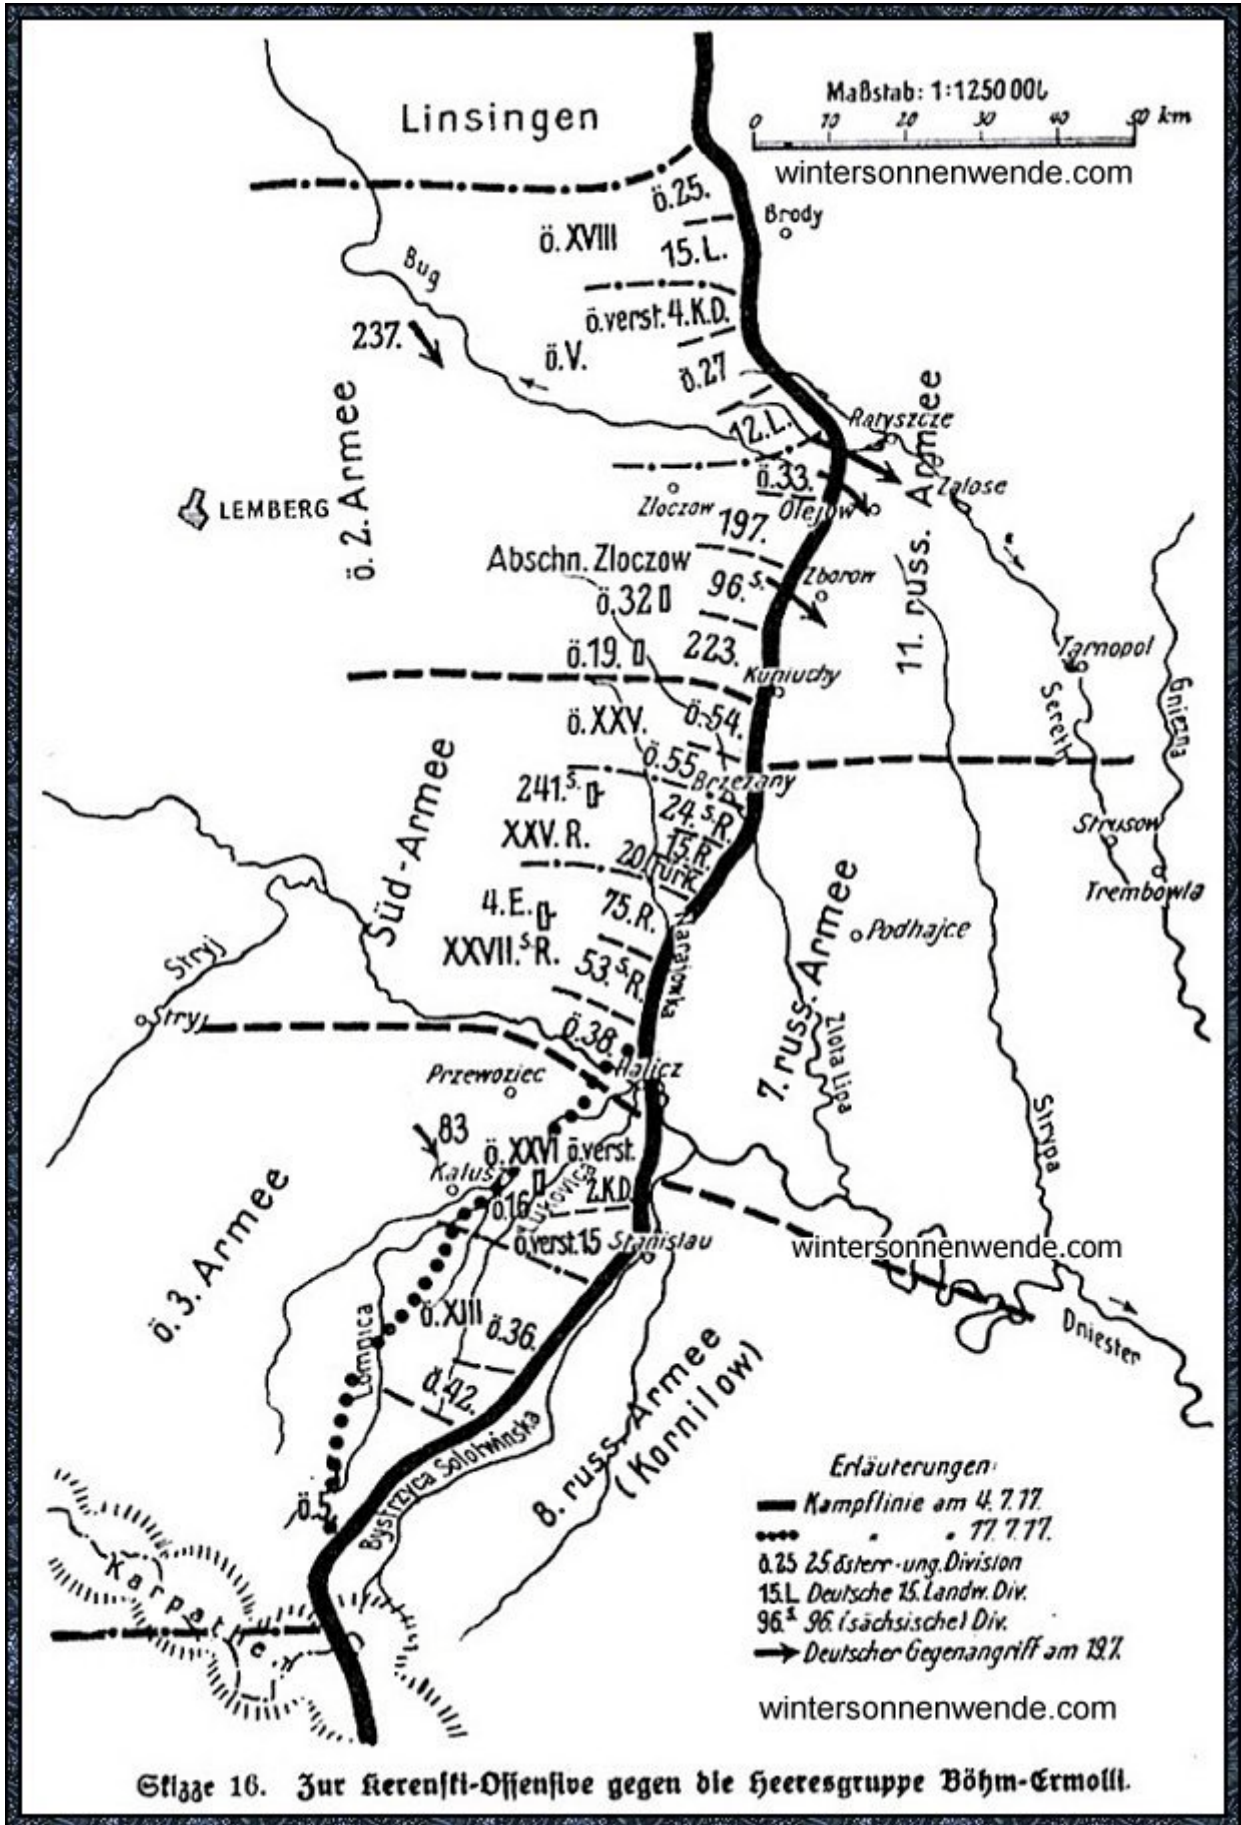 Linsingen
Maßstab: 1:1250000
0 10 20 30 40 50 km
wintersonnenwende.com
ö.25.
Brody
ö.XVIII
15.L.
Bug
ö.verst.4.K.D.
237.
ö.V.
ö.27
ö.2.Armee
12.L.
Ratyszcze
11. russ. Armee
ö.33.
Zalose
LEMBERG
Zloczow
Olejow
197.
Abschn. Zloczow
96.s.
Zborow
ö.32
ö.19.
223.
Kuniuchy
Tarnopol
Sereth
Gniezna
ö.XXV.
ö.54.
ö.55
Brzezany
241.s.
24.s.R.
Süd-Armee
XXV.R.
15.R.
20.Türk.
Strusow
Trembowla
4.E.
75.R.
XXVII.s.R.
53.s.R.
Narajowka
Podhajce
7. russ. Armee
Stryj
Stryj
ö.38.
Zlota Lipa
Przewoziec
Halicz
83
ö.XXVI
ö.verst.
2.K.D.
Strypa
Kalusz
ö.16
Lukovica
ö.verst.15
Stanislau
wintersonnenwende.com
ö.3.Armee
Dniester
Lomnica
ö.XIII
ö.36.
ö.42.
8. russ. Armee
(Kornilow)
Bystrzyca Solotwinska
ö.5.
Karpathen
Erläuterungen:
Kampflinie am 4.7.17.
" " 17.7.17.
ö.25 25.österr.-ung.Division
15.L Deutsche 15.Landw.Div.
96.s. 96.(sächsische) Div.
Deutscher Gegenangriff am 19.7.
wintersonnenwende.com
Skizze 16. Zur Kerenski-Offensive gegen die Heeresgruppe Böhm-Ermolli.